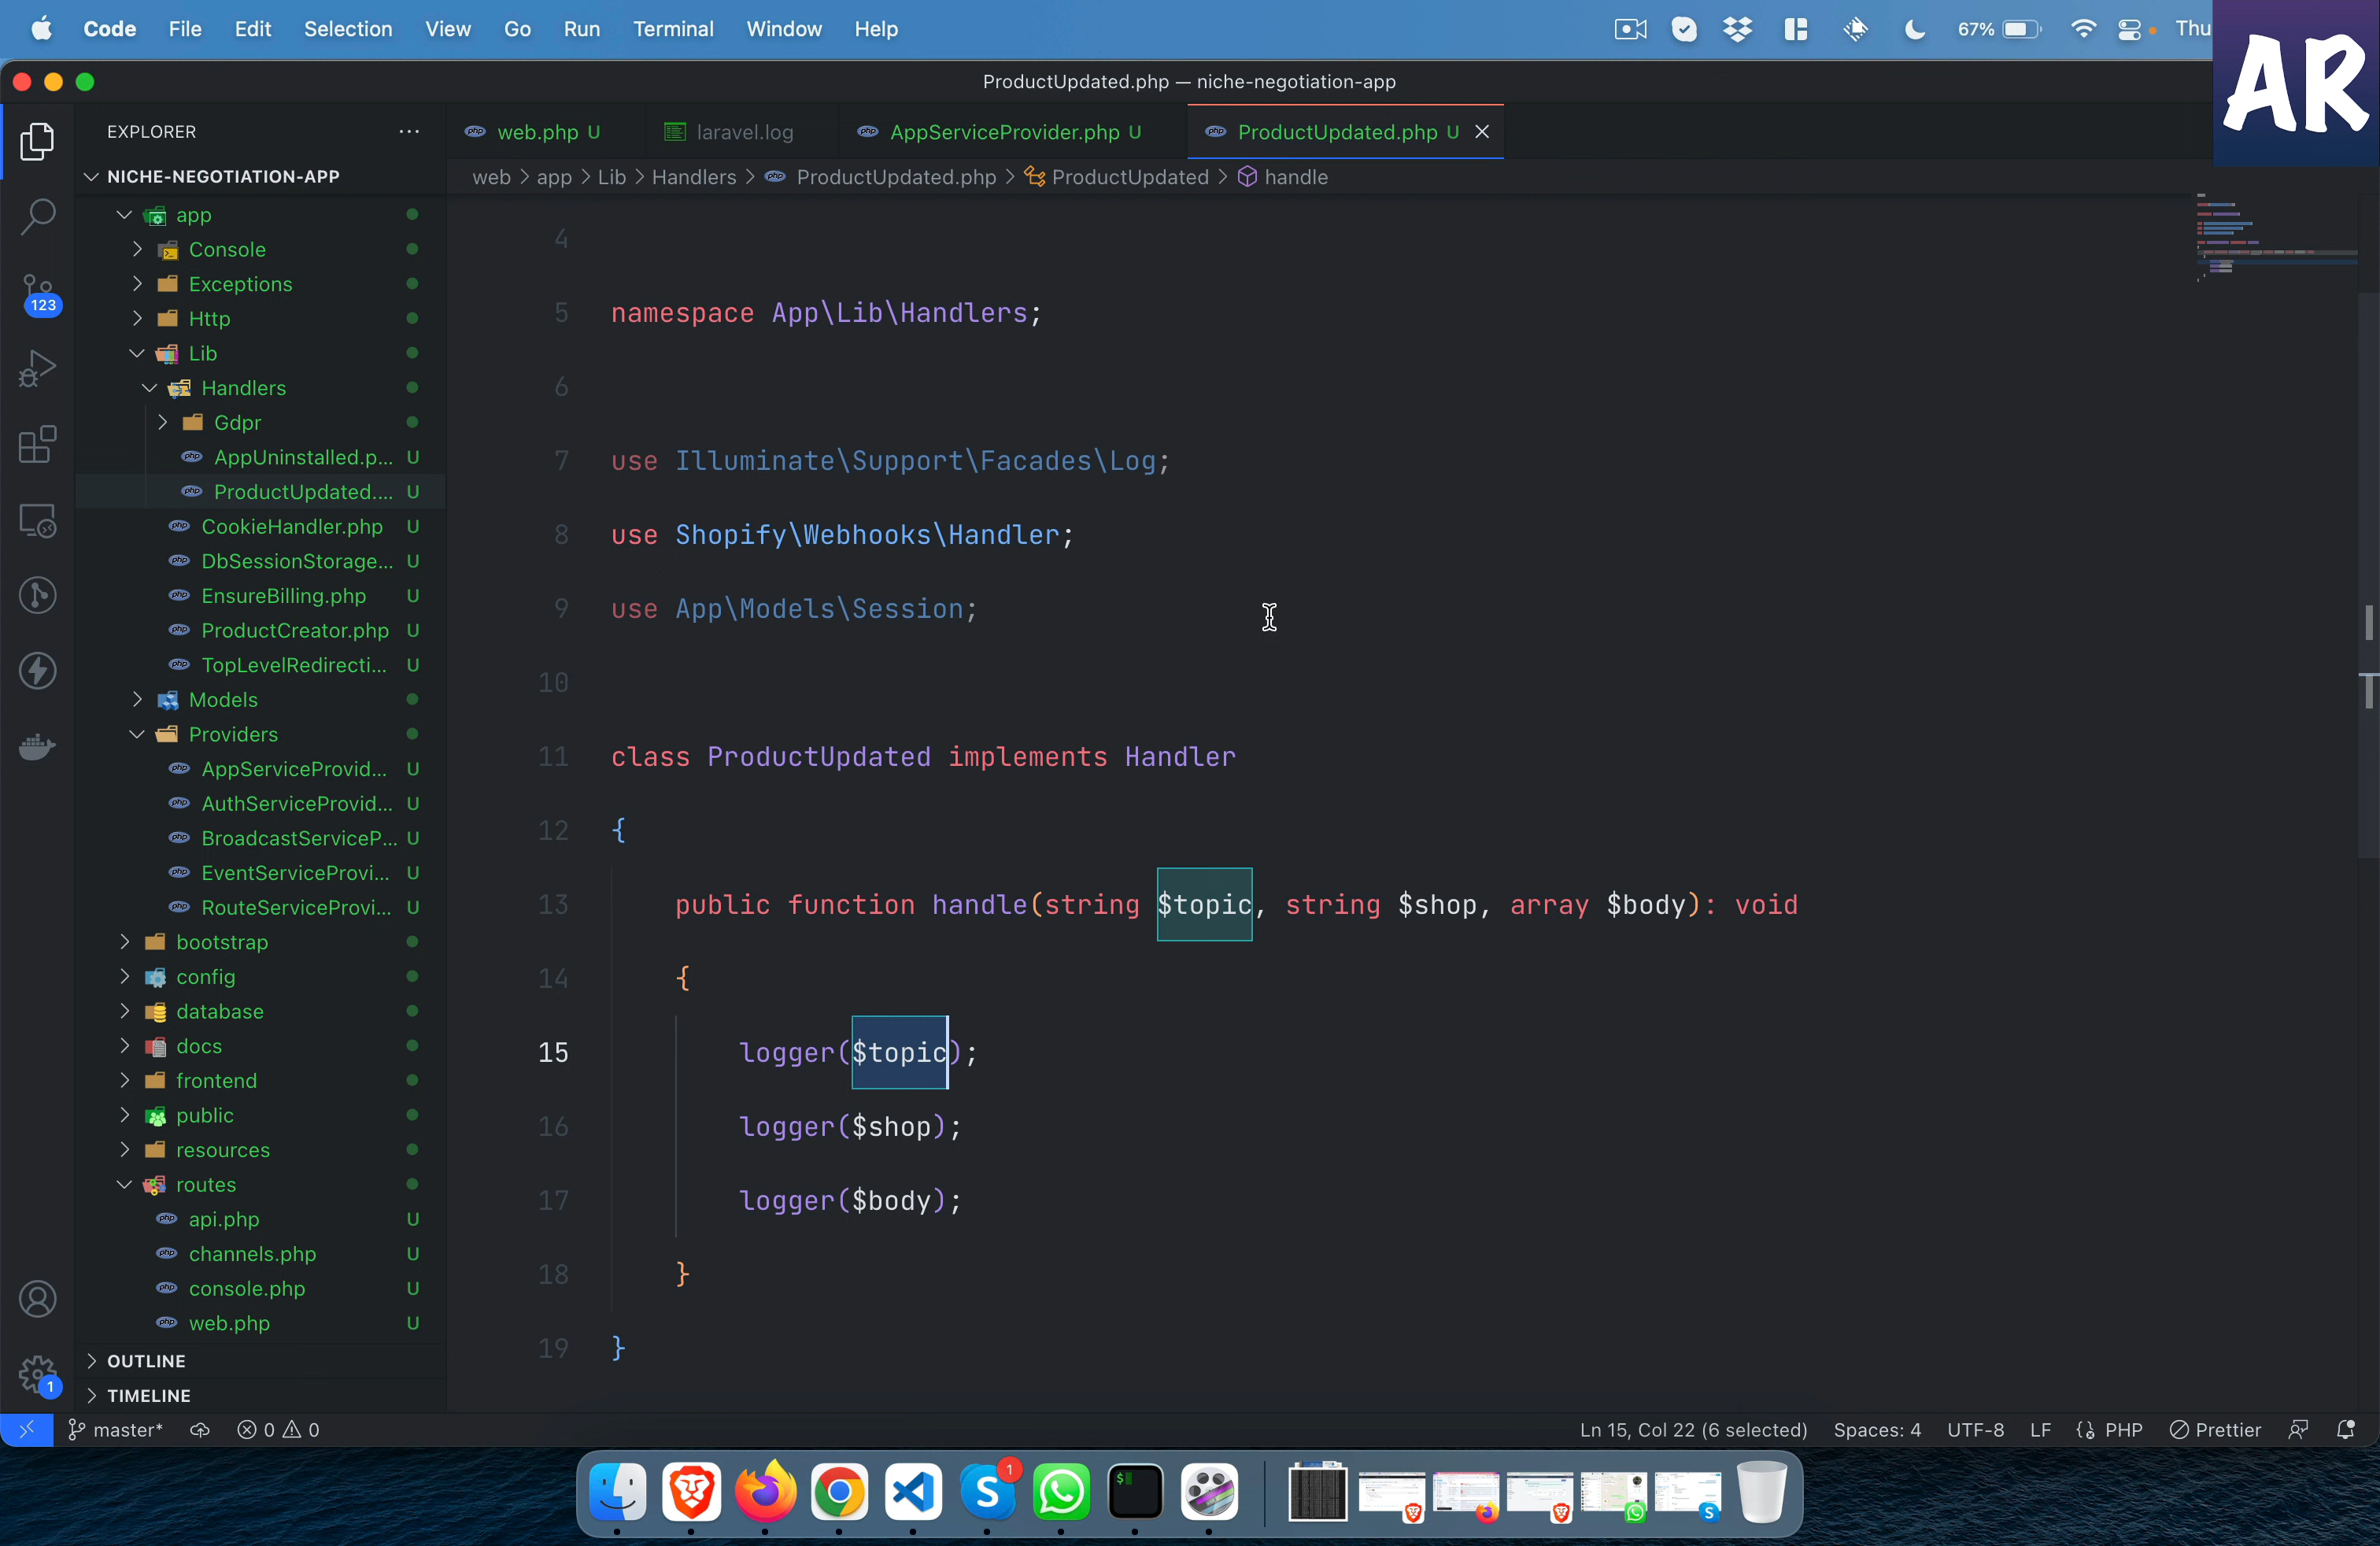 Code File Edit Selection View Go Run Terminal Window Help 67% Thu
AR
ProductUpdated.php — niche-negotiation-app
EXPLORER ···
web.php U laravel.log AppServiceProvider.php U ProductUpdated.php U
NICHE-NEGOTIATION-APP
web > app > Lib > Handlers > ProductUpdated.php > ProductUpdated > handle
app
Console
Exceptions
Http
Lib
Handlers
Gdpr
AppUninstalled.p... U
ProductUpdated.... U
CookieHandler.php U
DbSessionStorage... U
EnsureBilling.php U
ProductCreator.php U
TopLevelRedirecti... U
Models
Providers
AppServiceProvid... U
AuthServiceProvid... U
BroadcastServiceP... U
EventServiceProvi... U
RouteServiceProvi... U
bootstrap
config
database
docs
frontend
public
resources
routes
api.php U
channels.php U
console.php U
web.php U
OUTLINE
TIMELINE
123
1
4
5 namespace App\Lib\Handlers;
6
7 use Illuminate\Support\Facades\Log;
8 use Shopify\Webhooks\Handler;
9 use App\Models\Session;
10
11 class ProductUpdated implements Handler
12 {
13 public function handle(string $topic, string $shop, array $body): void
14 {
15 logger($topic);
16 logger($shop);
17 logger($body);
18 }
19 }
master* 0 0 Ln 15, Col 22 (6 selected) Spaces: 4 UTF-8 LF PHP Prettier
S 1
$